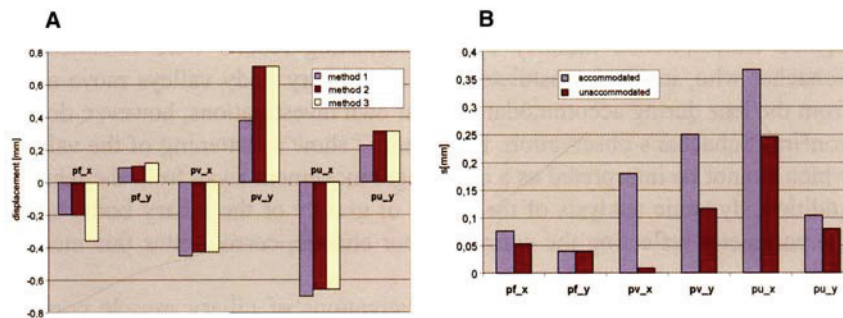 A
0,8
0,6
0,4
0,2
0
-0,2
-0,4
-0,6
-0,8
displacement [mm]
method 1
method 2
method 3
pf_x
pf_y
pv_x
pv_y
pu_x
pu_y
B
0,4
0,35
0,3
0,25
0,2
0,15
0,1
0,05
0
s[mm]
accommodated
unaccommodated
pf_x
pf_y
pv_x
pv_y
pu_x
pu_y